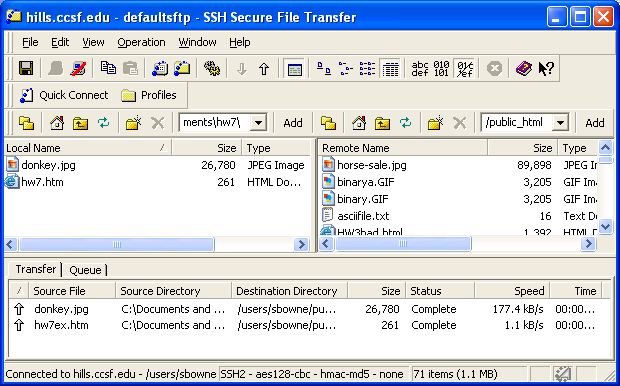 hills.ccsf.edu - defaultsftp - SSH Secure File Transfer
File Edit View Operation Window Help
abc def 010 101 abc/ c/f
Quick Connect Profiles
ments\hw7\ Add /public_html Add
Local Name / Size Type Remote Name Size Type
donkey.jpg 26,780 JPEG Image horse-sale.jpg 89,898 JPEG I
hw7.htm 261 HTML Do... binarya.GIF 3,205 GIF Ima
binary.GIF 3,205 GIF Ima
asciifile.txt 16 Text D
HW3bad.html 1,392 HTML D
Transfer Queue
/ Source File Source Directory Destination Directory Size Status Speed Time
donkey.jpg C:\Documents and ... /users/sbowne/pu... 26,780 Complete 177.4 kB/s 00:00...
hw7ex.htm C:\Documents and ... /users/sbowne/pu... 261 Complete 1.1 kB/s 00:00...
Connected to hills.ccsf.edu - /users/sbowne SSH2 - aes128-cbc - hmac-md5 - none 71 items (1.1 MB)